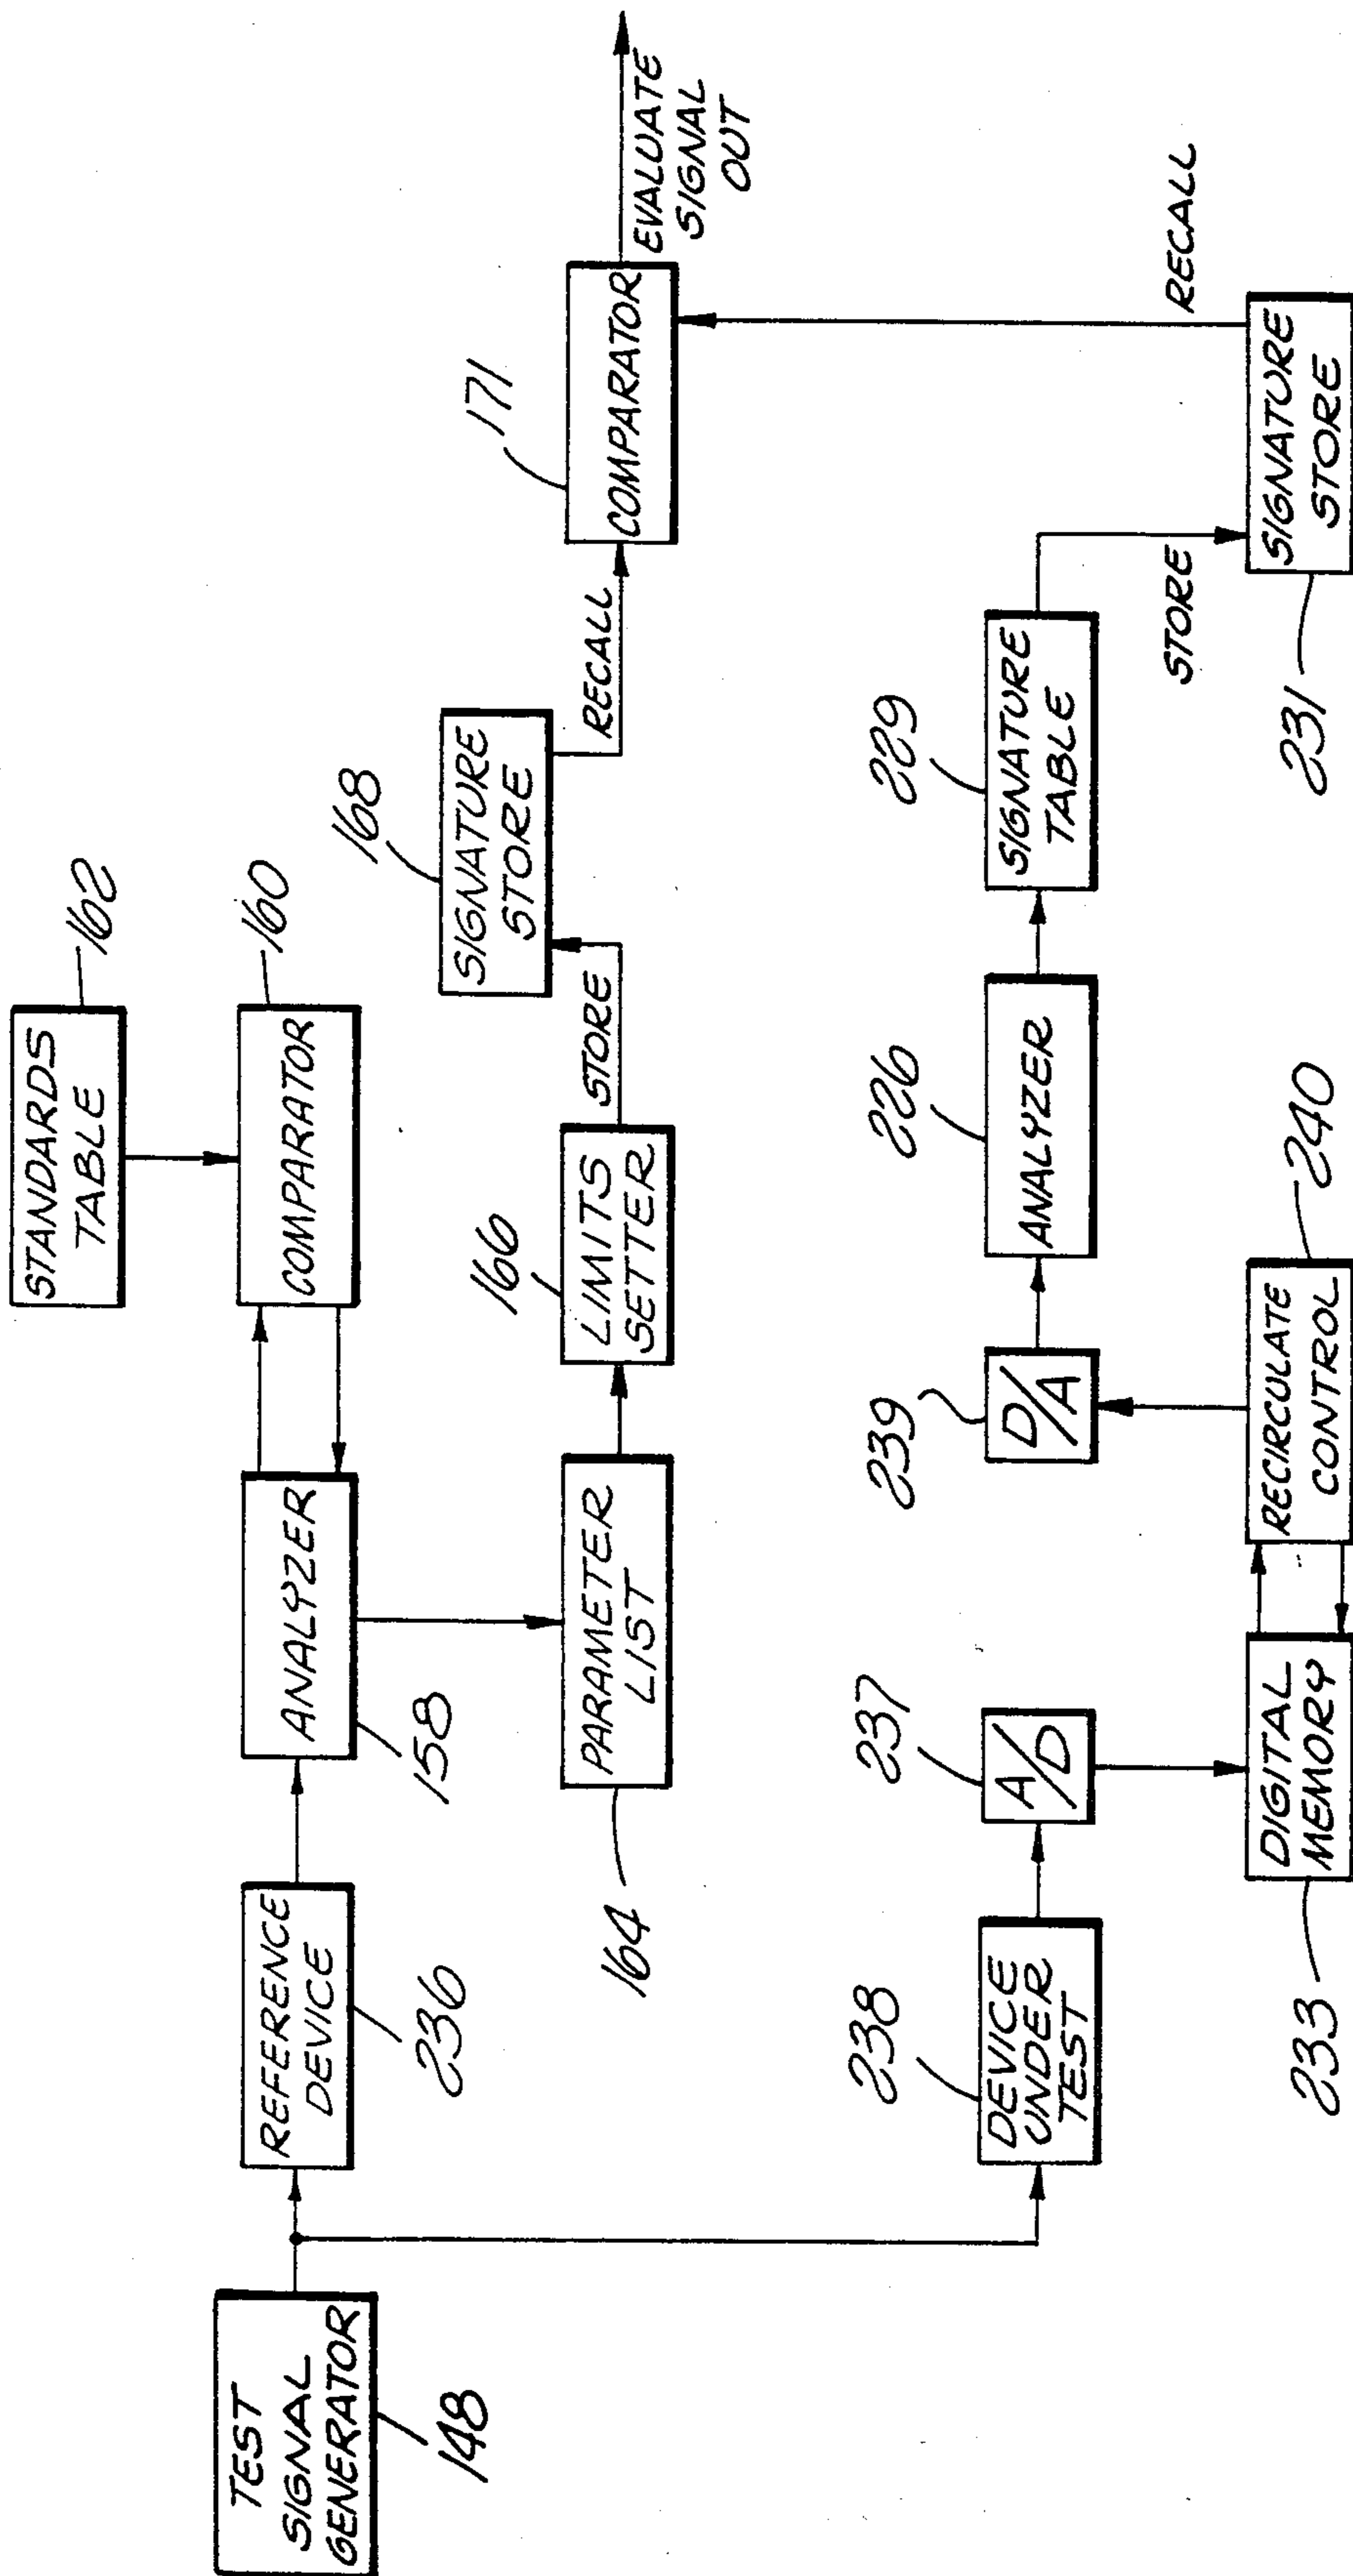 STANDARDS
TABLE
162
COMPARATOR
160
TEST
SIGNAL
GENERATOR
148
REFERENCE
DEVICE
236
ANALYZER
158
PARAMETER
LIST
164
LIMITS
SETTER
166
STORE
SIGNATURE
STORE
168
RECALL
COMPARATOR
171
EVALUATE
SIGNAL
OUT
DEVICE
UNDER
TEST
238
A/D
237
DIGITAL
MEMORY
233
RECIRCULATE
CONTROL
240
D/A
239
ANALYZER
226
SIGNATURE
TABLE
229
STORE
SIGNATURE
STORE
231
RECALL